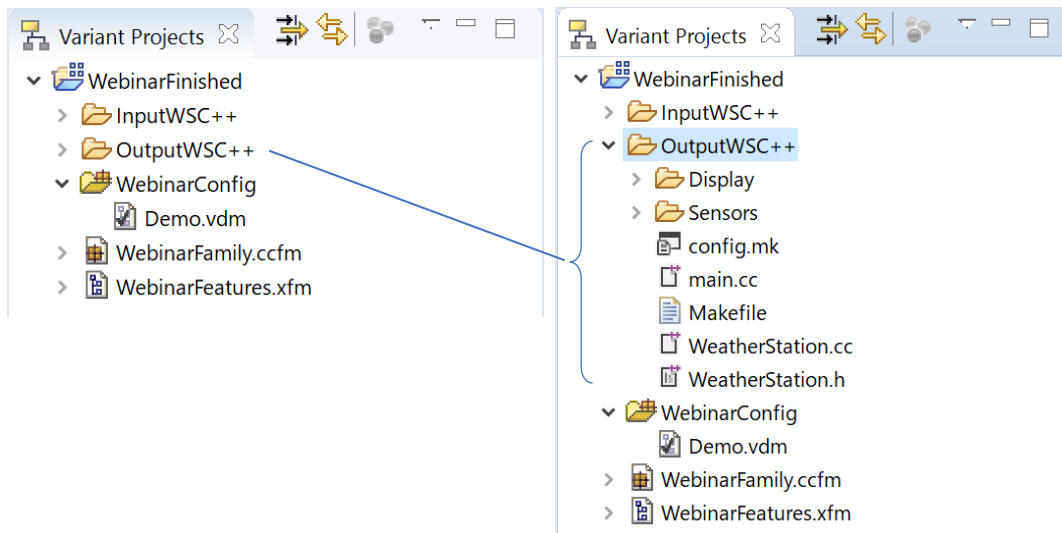 Variant Projects
WebinarFinished
InputWSC++
OutputWSC++
WebinarConfig
Demo.vdm
WebinarFamily.ccfm
WebinarFeatures.xfm
Variant Projects
WebinarFinished
InputWSC++
OutputWSC++
Display
Sensors
config.mk
main.cc
Makefile
WeatherStation.cc
WeatherStation.h
WebinarConfig
Demo.vdm
WebinarFamily.ccfm
WebinarFeatures.xfm